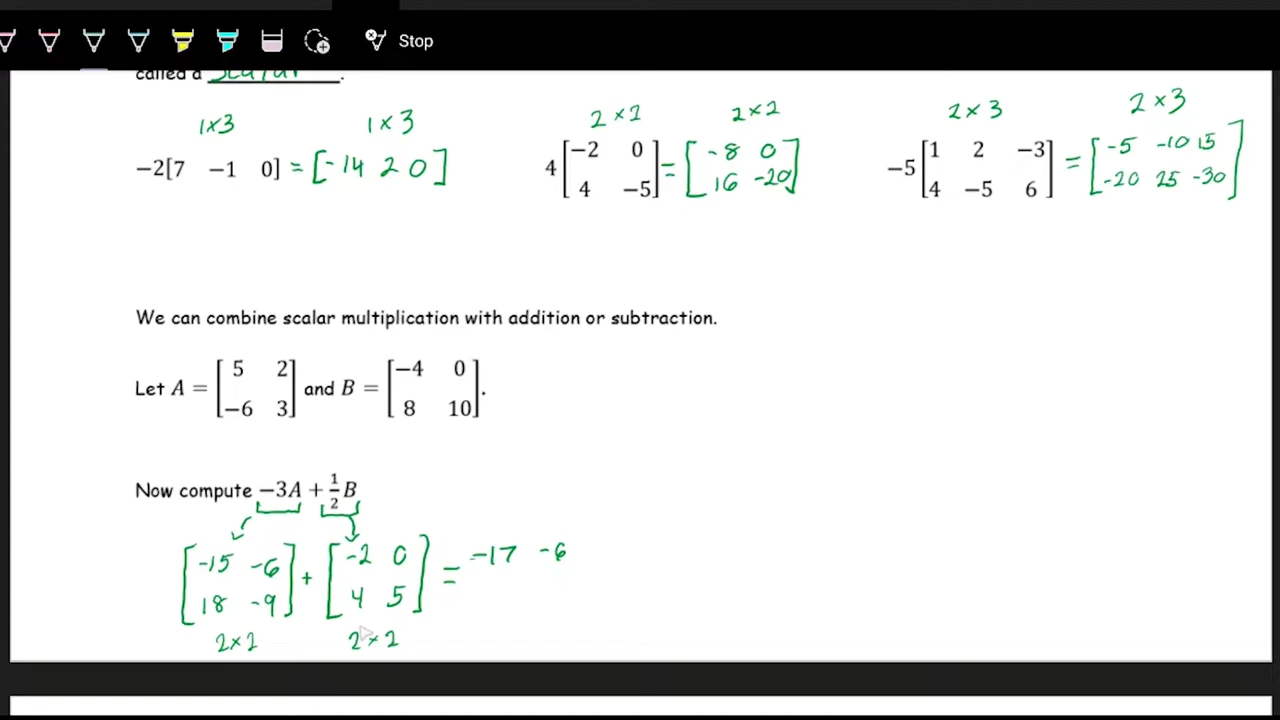 Stop
called a scalar.
1×3 1×3 2×2 2×2 2×3 2×3
−2[7 −1 0] = [-14 2 0] 4[−2 0 = [-8 0 −5[1 2 −3 = [-5 -10 15
4 −5] 16 -20] 4 −5 6] -20 25 -30]
We can combine scalar multiplication with addition or subtraction.
Let A = [5 2 and B = [−4 0
−6 3] 8 10].
Now compute −3A + 1/2 B
[-15 -6 + [-2 0 = -17 -6
18 -9] 4 5]
2×2 2×2